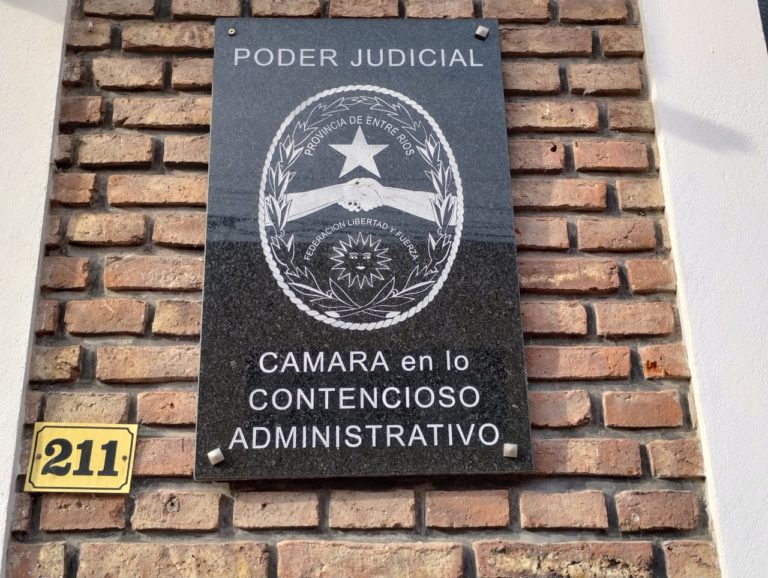 PODER JUDICIAL
PROVINCIA DE ENTRE RIOS
FEDERACION LIBERTAD Y FUERZA
CAMARA en lo
CONTENCIOSO
ADMINISTRATIVO
211